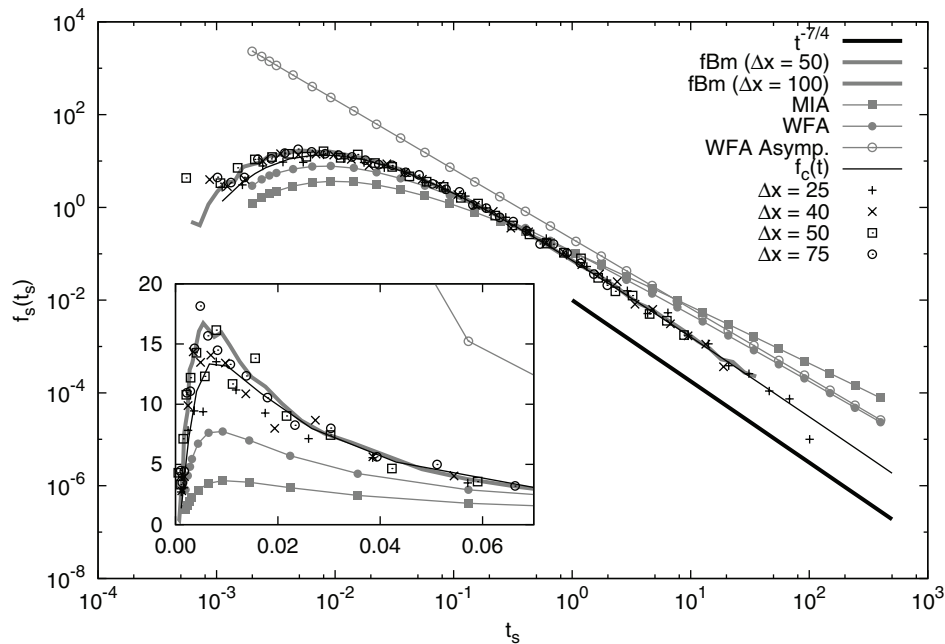 10^4
10^2
10^0
10^-2
10^-4
10^-6
10^-8
f_s(t_s)
t^-7/4
fBm (Δx = 50)
fBm (Δx = 100)
MIA
WFA
WFA Asymp.
f_c(t)
Δx = 25
Δx = 40
Δx = 50
Δx = 75
20
15
10
5
0
0.00 0.02 0.04 0.06
10^-4 10^-3 10^-2 10^-1 10^0 10^1 10^2 10^3
t_s